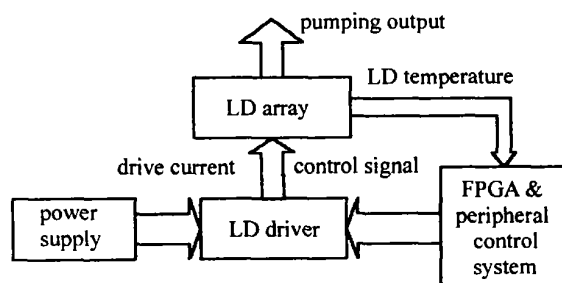 pumping output
LD temperature
LD array
drive current
control signal
power
supply
LD driver
FPGA &
peripheral
control
system